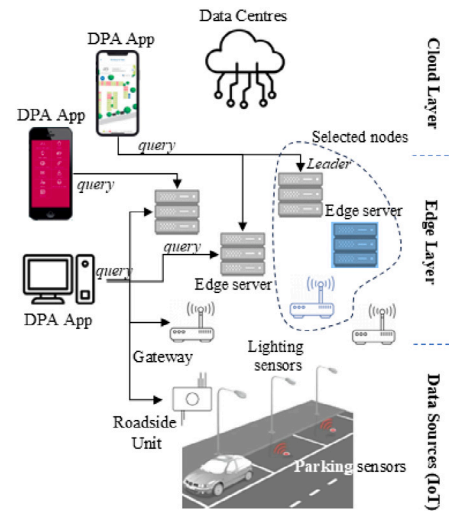 Data Centres
DPA App
DPA App
Cloud Layer
Selected nodes
query
Leader
query
Edge server
Edge Layer
query
query
Edge server
DPA App
Gateway
Lighting
sensors
Roadside
Unit
Parking sensors
Data Sources (IoT)